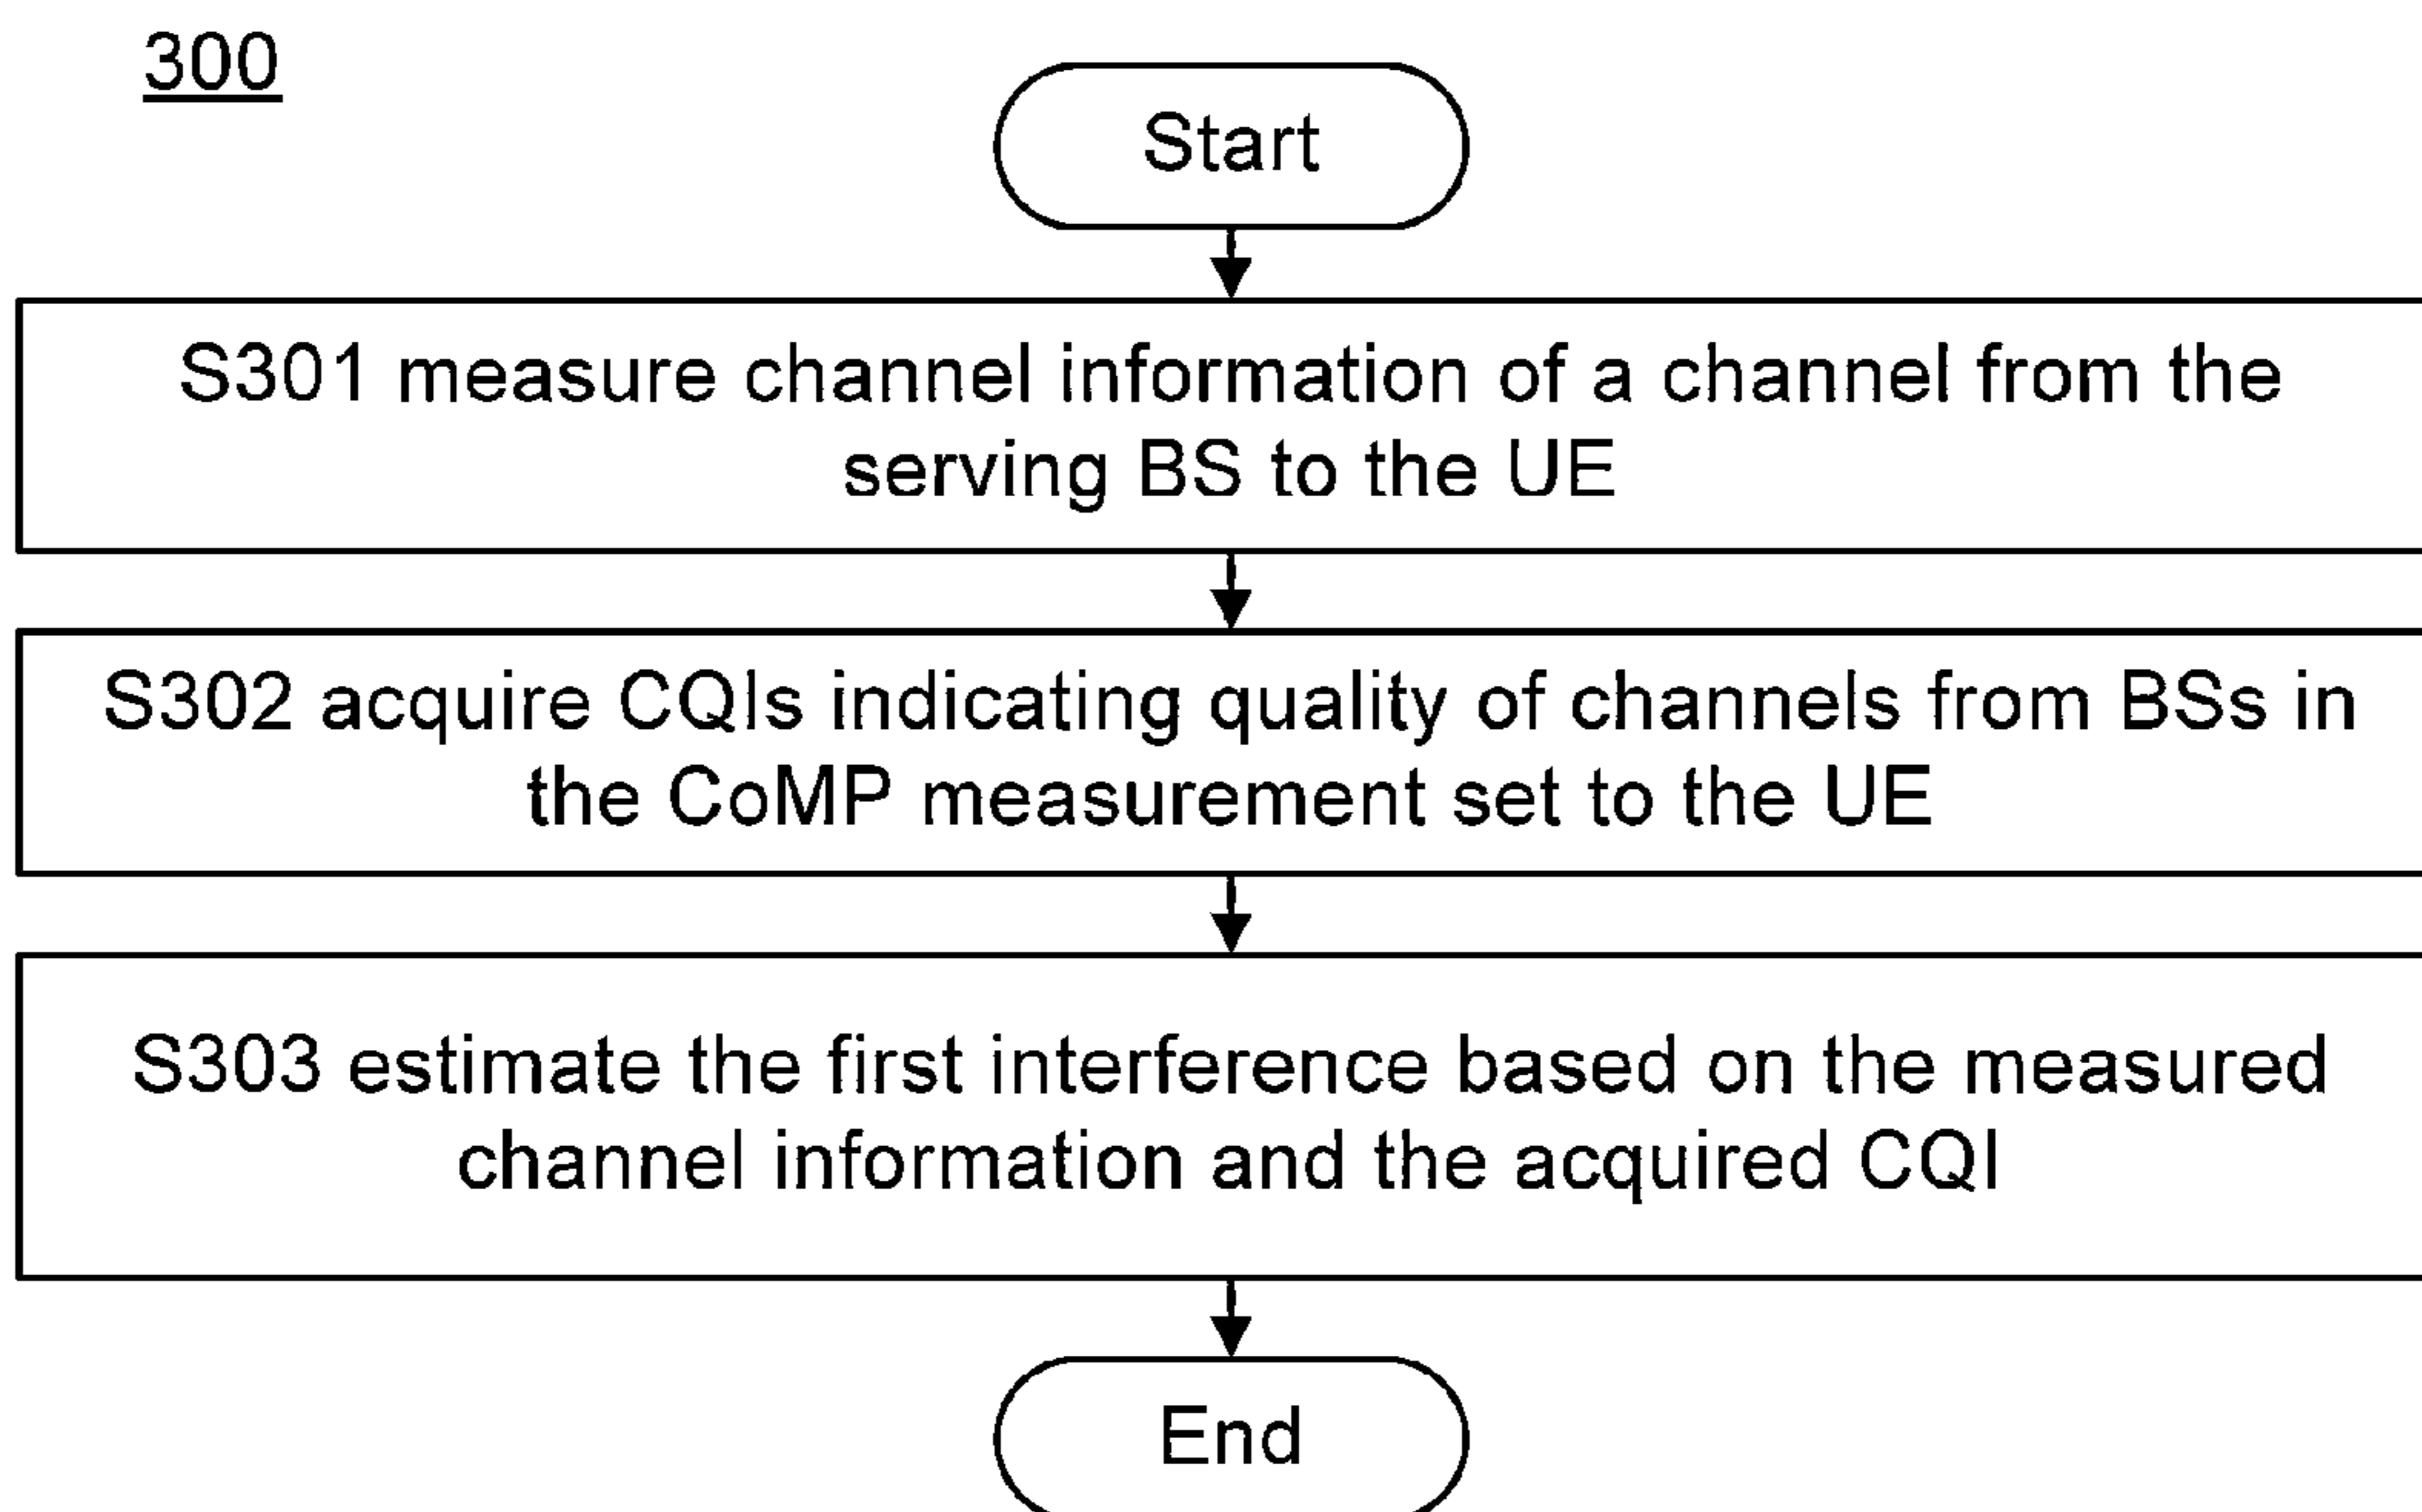 300
Start
S301 measure channel information of a channel from the
serving BS to the UE
S302 acquire CQIs indicating quality of channels from BSs in
the CoMP measurement set to the UE
S303 estimate the first interference based on the measured
channel information and the acquired CQI
End